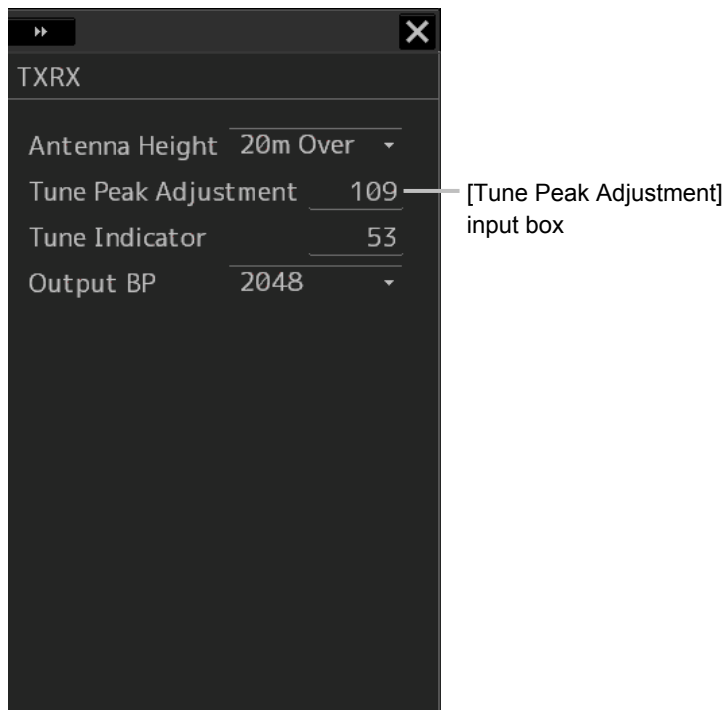 TXRX
Antenna Height 20m Over
Tune Peak Adjustment 109
[Tune Peak Adjustment]
input box
Tune Indicator 53
Output BP 2048